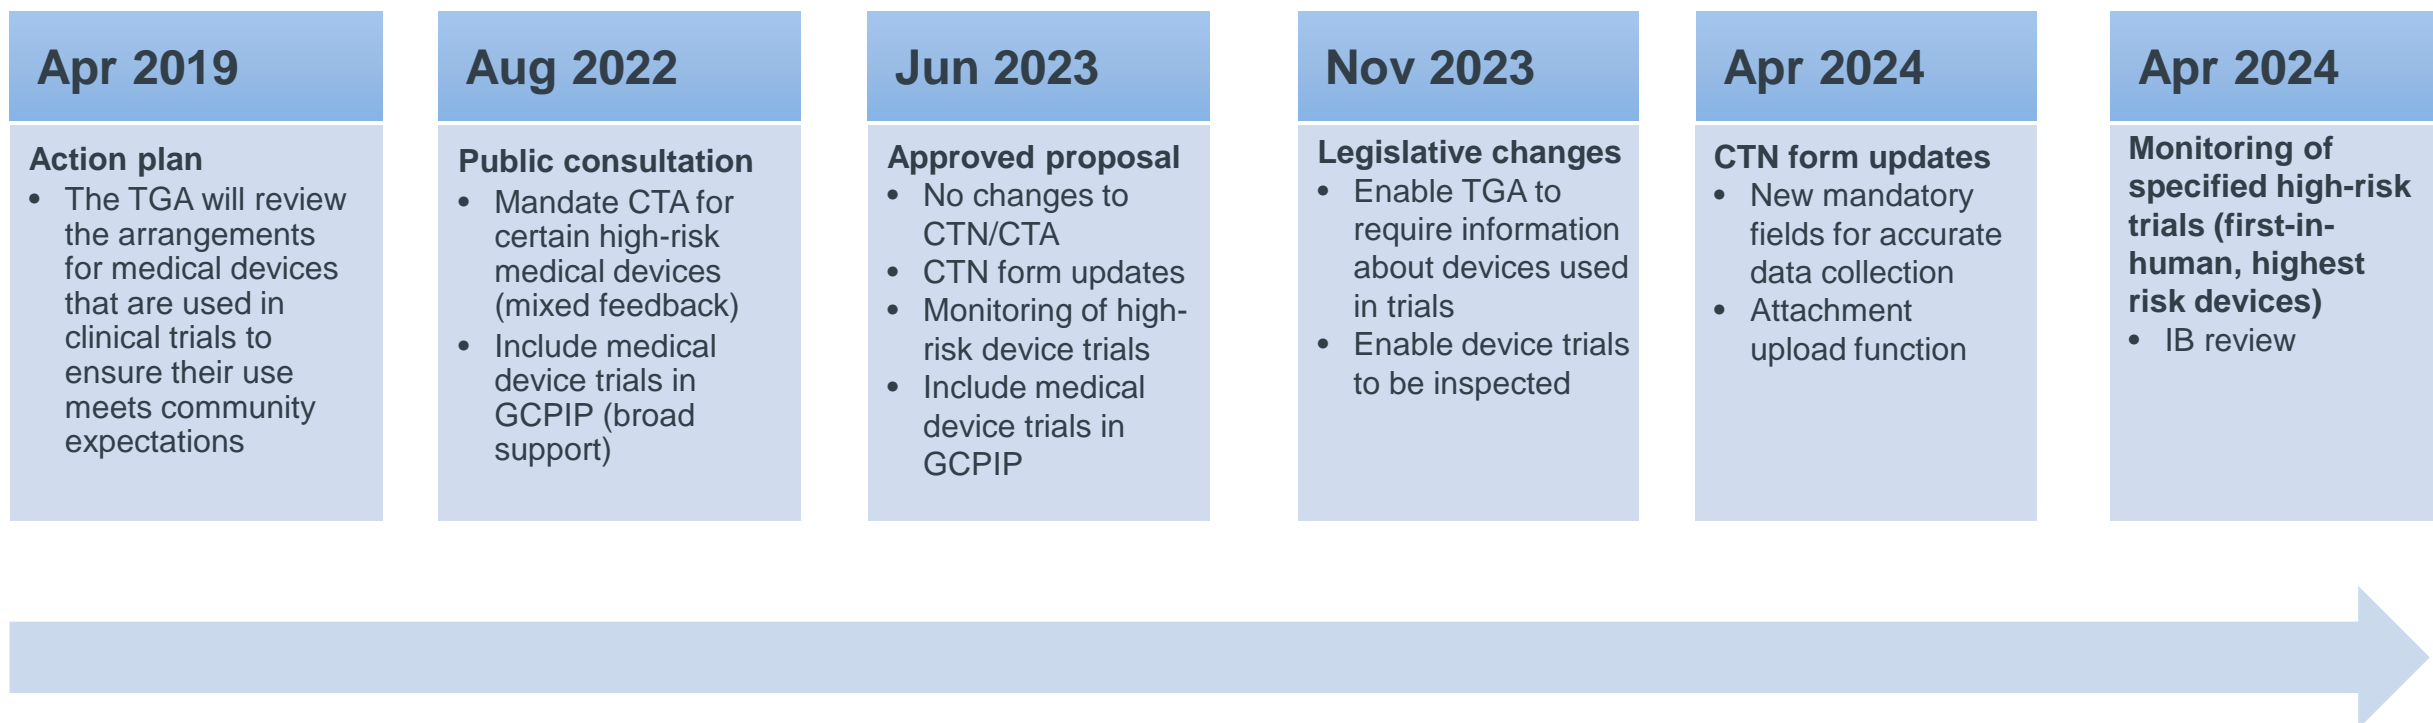 Apr 2019
Action plan
• The TGA will review
the arrangements
for medical devices
that are used in
clinical trials to
ensure their use
meets community
expectations
Aug 2022
Public consultation
• Mandate CTA for
certain high-risk
medical devices
(mixed feedback)
• Include medical
device trials in
GCPIP (broad
support)
Jun 2023
Approved proposal
• No changes to
CTN/CTA
• CTN form updates
• Monitoring of high-
risk device trials
• Include medical
device trials in
GCPIP
Nov 2023
Legislative changes
• Enable TGA to
require information
about devices used
in trials
• Enable device trials
to be inspected
Apr 2024
CTN form updates
• New mandatory
fields for accurate
data collection
• Attachment
upload function
Apr 2024
Monitoring of
specified high-risk
trials (first-in-
human, highest
risk devices)
• IB review